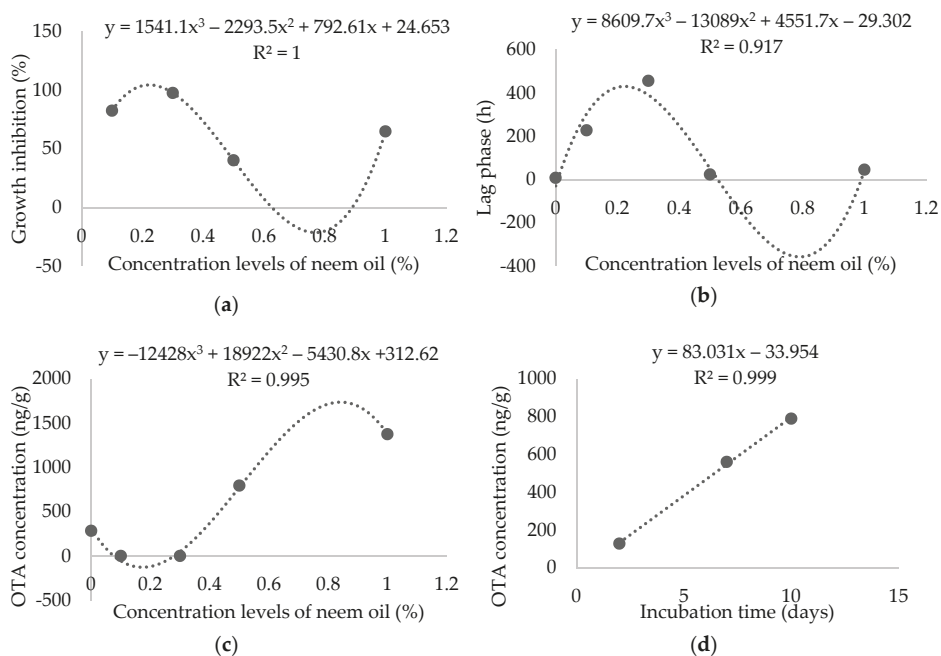 y = 1541.1x³ − 2293.5x² + 792.61x + 24.653
R² = 1
Growth inhibition (%)
150
100
50
0
-50
0 0.2 0.4 0.6 0.8 1 1.2
Concentration levels of neem oil (%)
(a)
y = 8609.7x³ − 13089x² + 4551.7x − 29.302
R² = 0.917
Lag phase (h)
600
400
200
0
-200
-400
0 0.2 0.4 0.6 0.8 1 1.2
Concentration levels of neem oil (%)
(b)
y = −12428x³ + 18922x² − 5430.8x +312.62
R² = 0.995
OTA concentration (ng/g)
2000
1500
1000
500
0
-500
0 0.2 0.4 0.6 0.8 1 1.2
Concentration levels of neem oil (%)
(c)
y = 83.031x − 33.954
R² = 0.999
OTA concentration (ng/g)
1000
800
600
400
200
0
0 5 10 15
Incubation time (days)
(d)